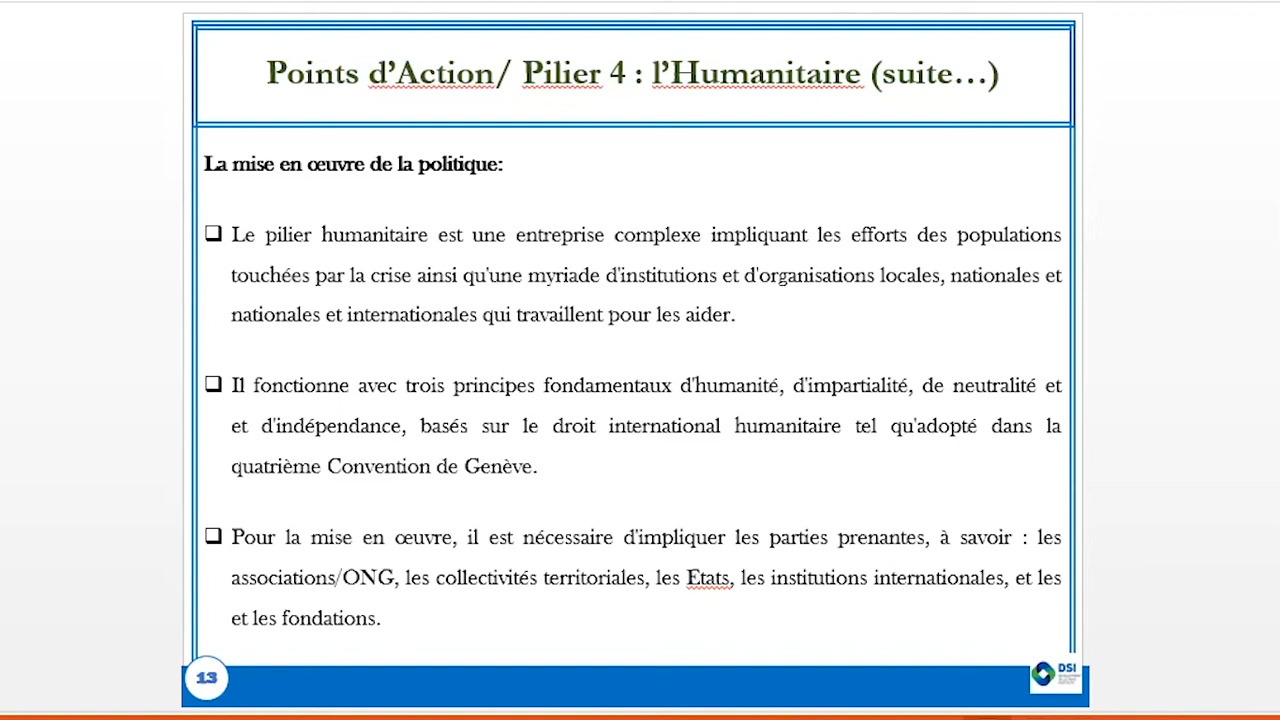 Points d'Action/ Pilier 4 : l'Humanitaire (suite…)
La mise en œuvre de la politique:
Le pilier humanitaire est une entreprise complexe impliquant les efforts des populations
touchées par la crise ainsi qu'une myriade d'institutions et d'organisations locales, nationales et
nationales et internationales qui travaillent pour les aider.
Il fonctionne avec trois principes fondamentaux d'humanité, d'impartialité, de neutralité et
et d'indépendance, basés sur le droit international humanitaire tel qu'adopté dans la
quatrième Convention de Genève.
Pour la mise en œuvre, il est nécessaire d'impliquer les parties prenantes, à savoir : les
associations/ONG, les collectivités territoriales, les Etats, les institutions internationales, et les
et les fondations.
13
DSI